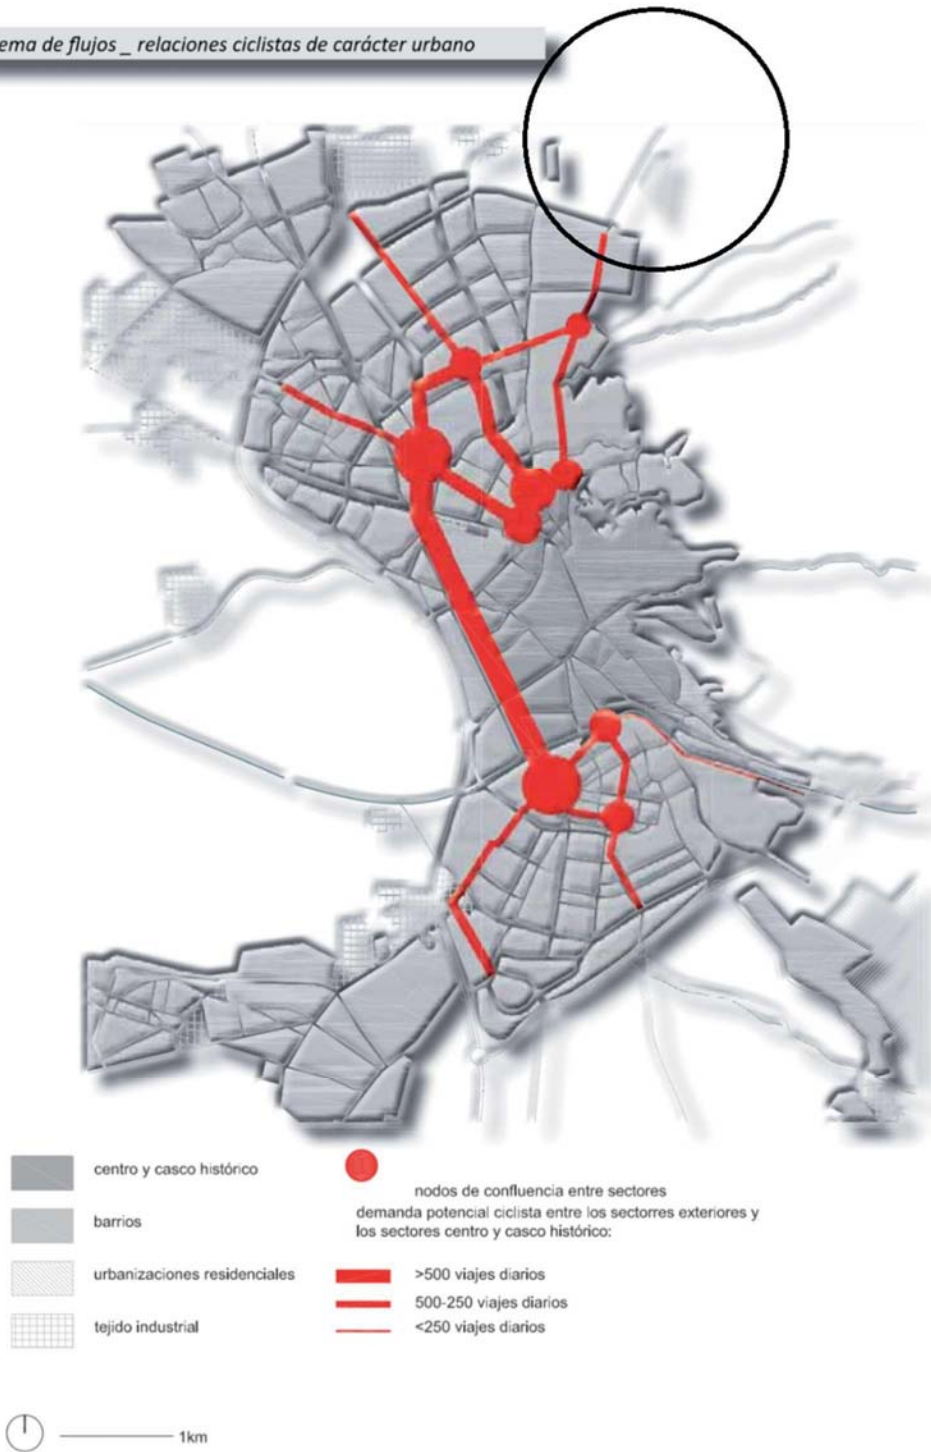 ema de flujos _ relaciones ciclistas de carácter urbano
centro y casco histórico
barrios
urbanizaciones residenciales
tejido industrial
nodos de confluencia entre sectores
demanda potencial ciclista entre los sectorres exteriores y
los sectores centro y casco histórico:
>500 viajes diarios
500-250 viajes diarios
<250 viajes diarios
1km